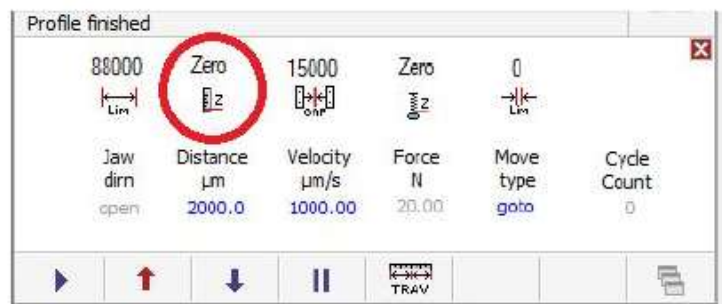 Profile finished
88000 Zero 15000 Zero 0
Lim Z Z Lim
Jaw Distance Velocity Force Move Cycle
dirn µm µm/s N type Count
open 2000.0 1000.00 20.00 goto 0
TRAV